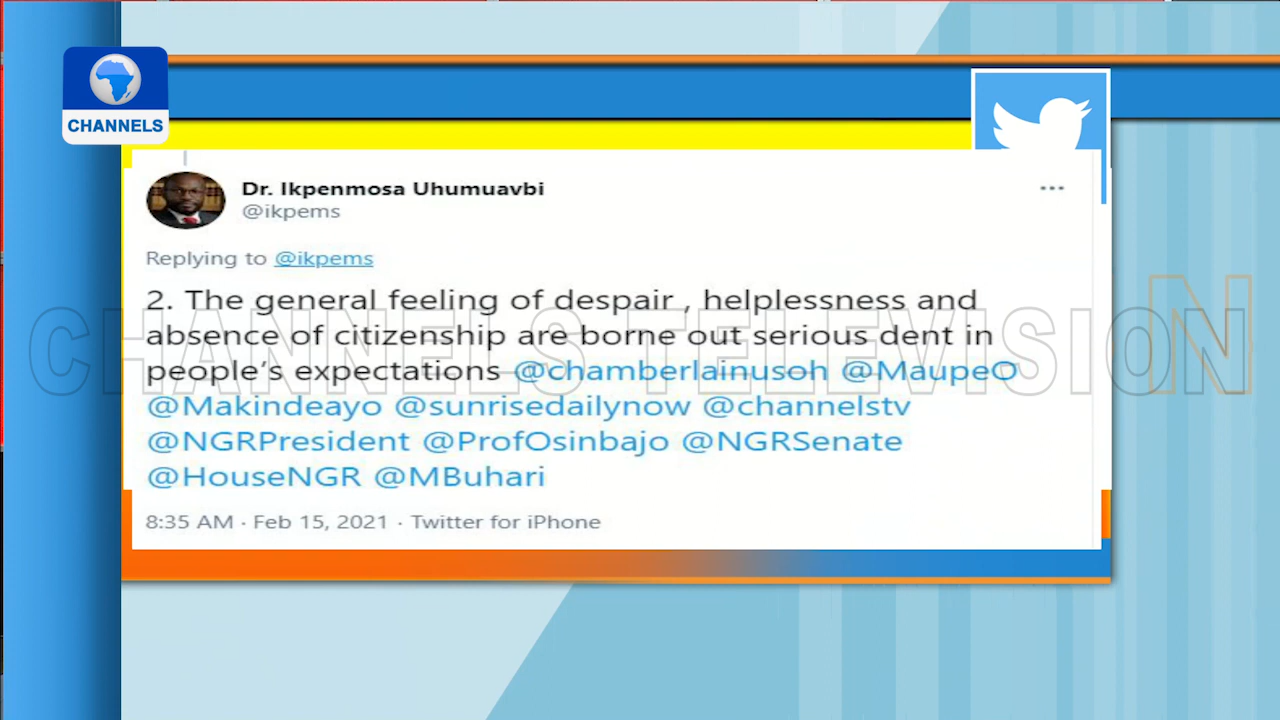 CHANNELS
Dr. Ikpenmosa Uhumuavbi
@ikpems
Replying to @ikpems
2. The general feeling of despair , helplessness and
absence of citizenship are borne out serious dent in
people's expectations @chamberlainusoh @MaupeO
@Makindeayo @sunrisedailynow @channelstv
@NGRPresident @ProfOsinbajo @NGRSenate
@HouseNGR @MBuhari
8:35 AM · Feb 15, 2021 · Twitter for iPhone
CHANNELS TELEVISION
N